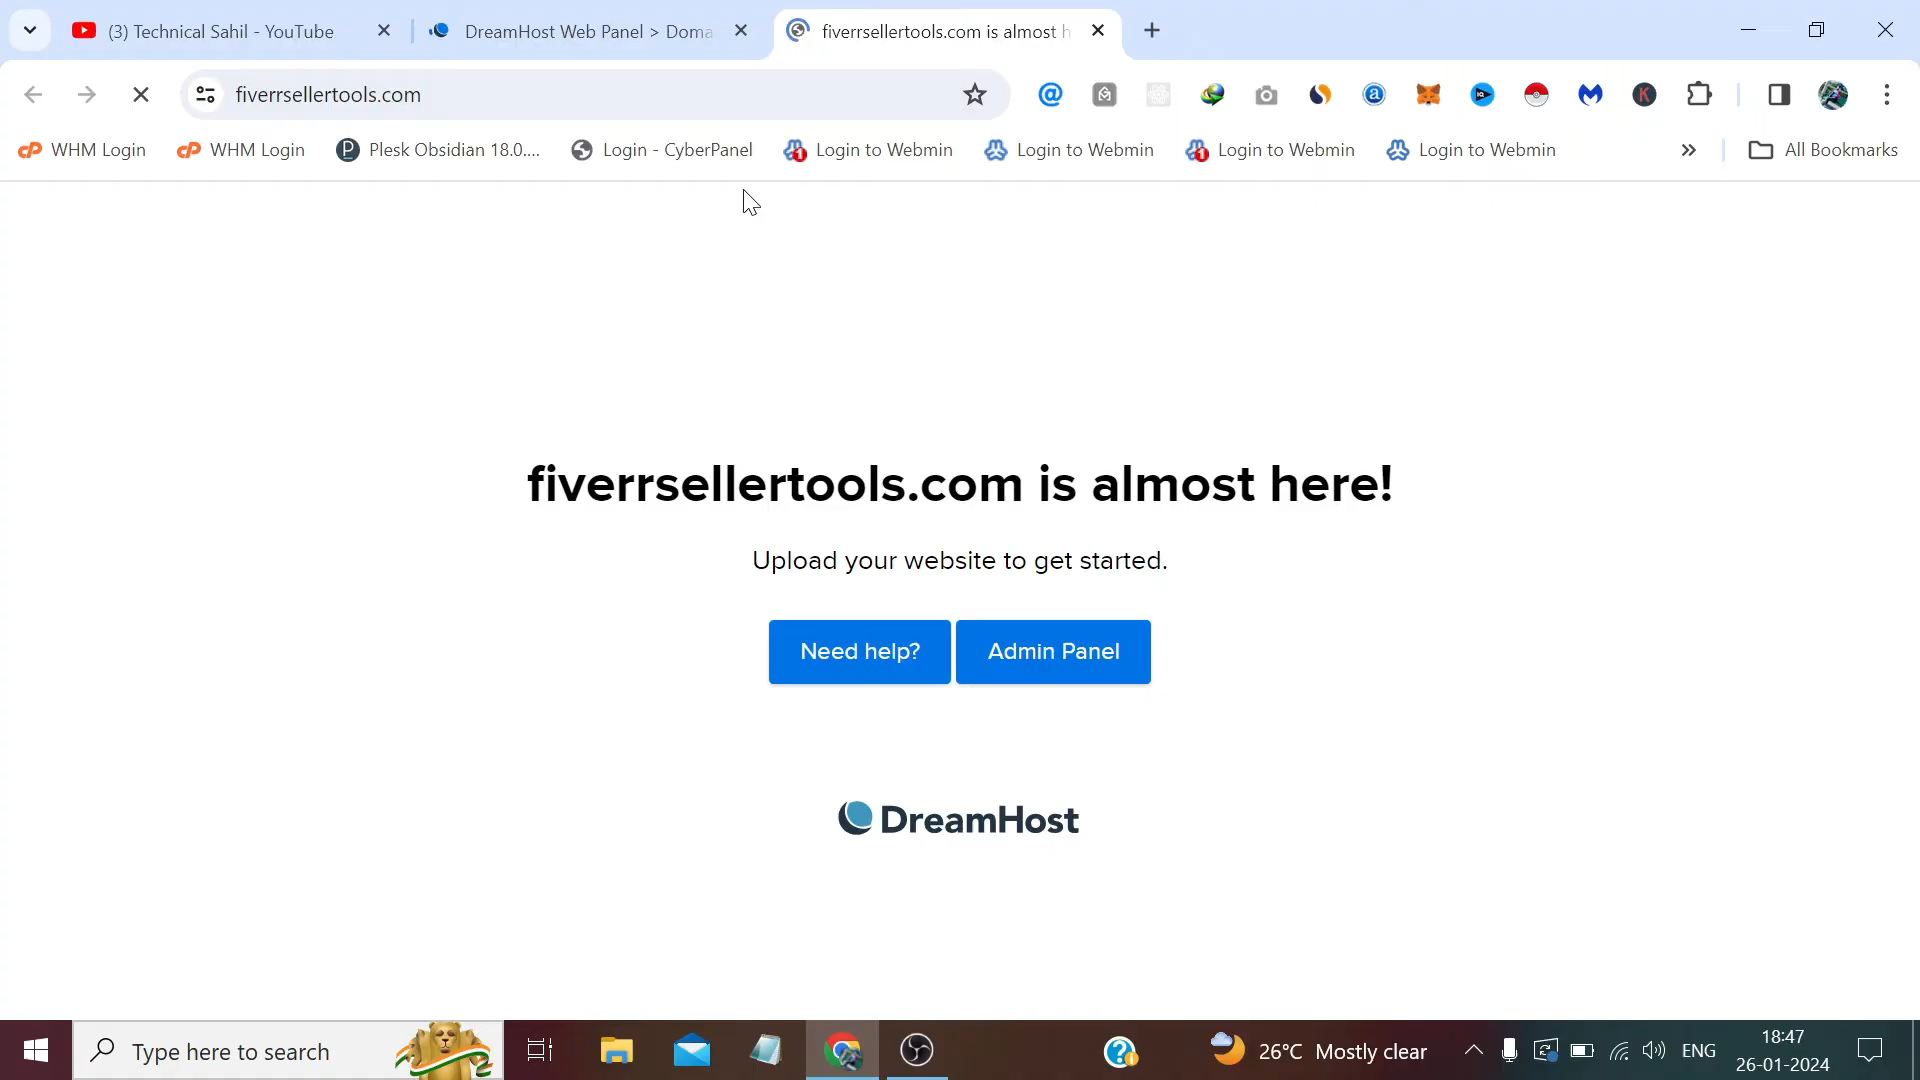 (3) Technical Sahil - YouTube
DreamHost Web Panel > Doma
fiverrsellertools.com is almost h
fiverrsellertools.com
WHM Login
WHM Login
Plesk Obsidian 18.0....
Login - CyberPanel
Login to Webmin
Login to Webmin
Login to Webmin
Login to Webmin
All Bookmarks
fiverrsellertools.com is almost here!
Upload your website to get started.
Need help?
Admin Panel
DreamHost
Type here to search
26°C Mostly clear
ENG
18:47
26-01-2024